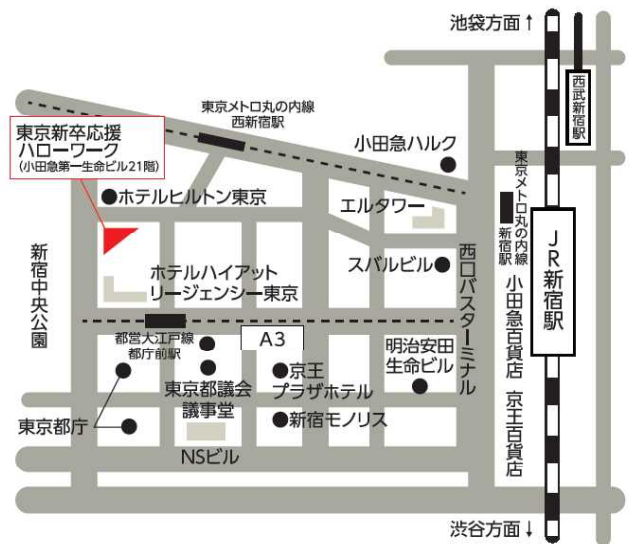 池袋方面↑
西武新宿駅
東京メトロ丸の内線
西新宿駅
東京新卒応援
ハローワーク
(小田急第一生命ビル21階)
小田急ハルク
ホテルヒルトン東京
エルタワー
東京メトロ丸の内線
新宿駅
JR新宿駅
新宿中央公園
ホテルハイアット
リージェンシー東京
スバルビル
西口バスターミナル
小田急百貨店
都営大江戸線
都庁前駅
A3
明治安田
生命ビル
京王
プラザホテル
東京都議会
議事堂
京王百貨店
東京都庁
新宿モノリス
NSビル
渋谷方面↓